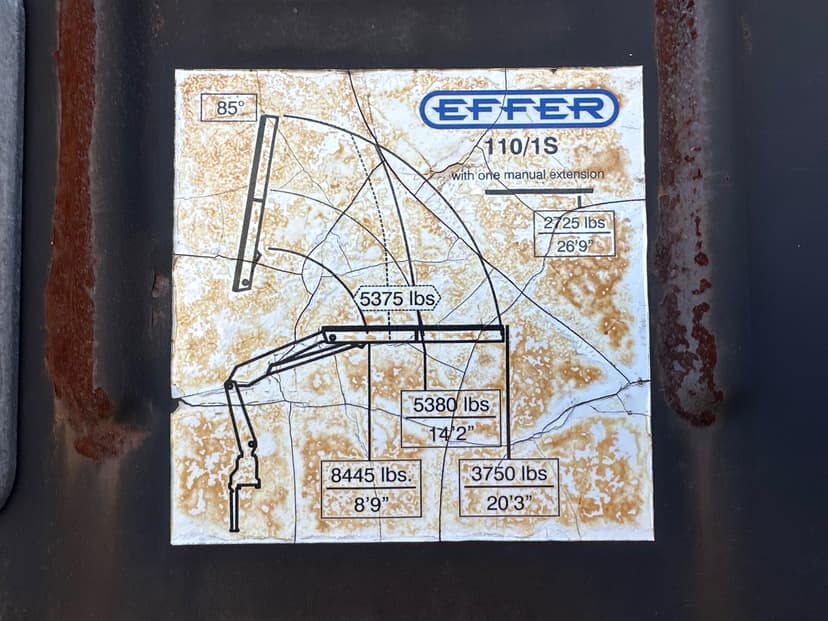 85°
EFFER
110/1S
with one manual extension
2725 lbs
26'9"
5375 lbs
5380 lbs
14'2"
8445 lbs.
8'9"
3750 lbs
20'3"